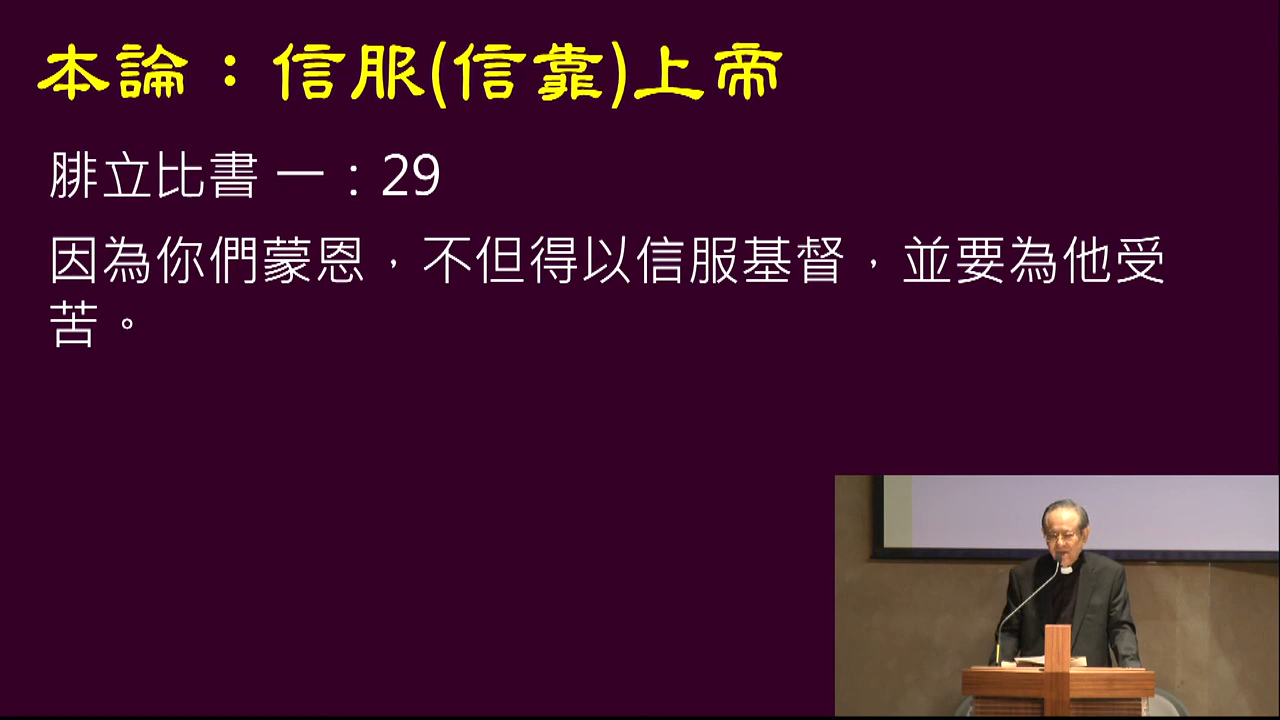 本論：信服(信靠)上帝
腓立比書 一：29
因為你們蒙恩，不但得以信服基督，並要為他受
苦。